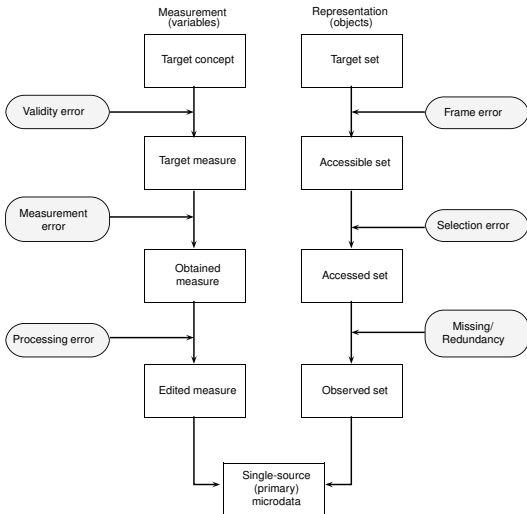 Measurement
(variables)
Representation
(objects)
Target concept
Target set
Validity error
Frame error
Target measure
Accessible set
Measurement
error
Selection error
Obtained
measure
Accessed set
Processing error
Missing/
Redundancy
Edited measure
Observed set
Single-source
(primary)
microdata